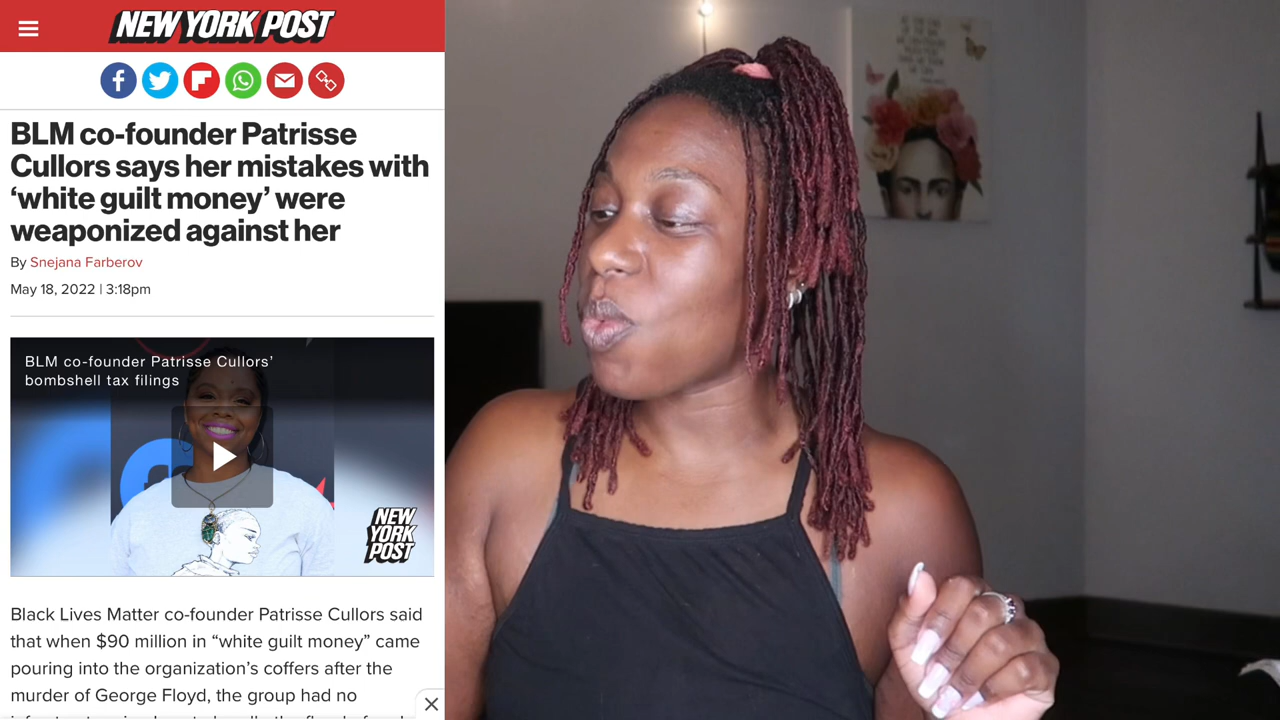 NEW YORK POST
BLM co-founder Patrisse
Cullors says her mistakes with
‘white guilt money’ were
weaponized against her
By Snejana Farberov
May 18, 2022 | 3:18pm
BLM co-founder Patrisse Cullors’
bombshell tax filings
NEW
YORK
POST
Black Lives Matter co-founder Patrisse Cullors said
that when $90 million in “white guilt money” came
pouring into the organization’s coffers after the
murder of George Floyd, the group had no